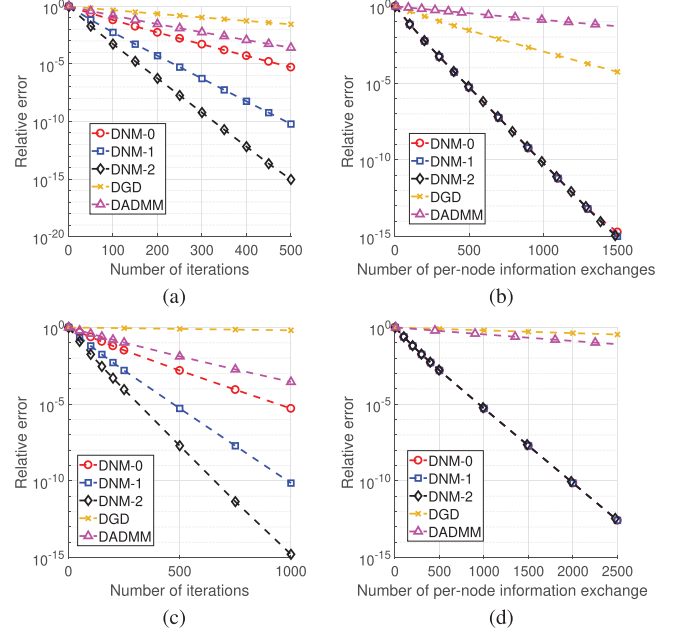 10^0
10^-5
10^-10
10^-15
10^-20
Relative error
DNM-0
DNM-1
DNM-2
DGD
DADMM
0 100 200 300 400 500
Number of iterations
(a)
10^0
10^-5
10^-10
10^-15
Relative error
DNM-0
DNM-1
DNM-2
DGD
DADMM
0 500 1000 1500
Number of per-node information exchanges
(b)
10^0
10^-5
10^-10
10^-15
Relative error
DNM-0
DNM-1
DNM-2
DGD
DADMM
0 500 1000
Number of iterations
(c)
10^0
10^-5
10^-10
10^-15
Relative error
DNM-0
DNM-1
DNM-2
DGD
DADMM
0 500 1000 1500 2000 2500
Number of per-node information exchange
(d)